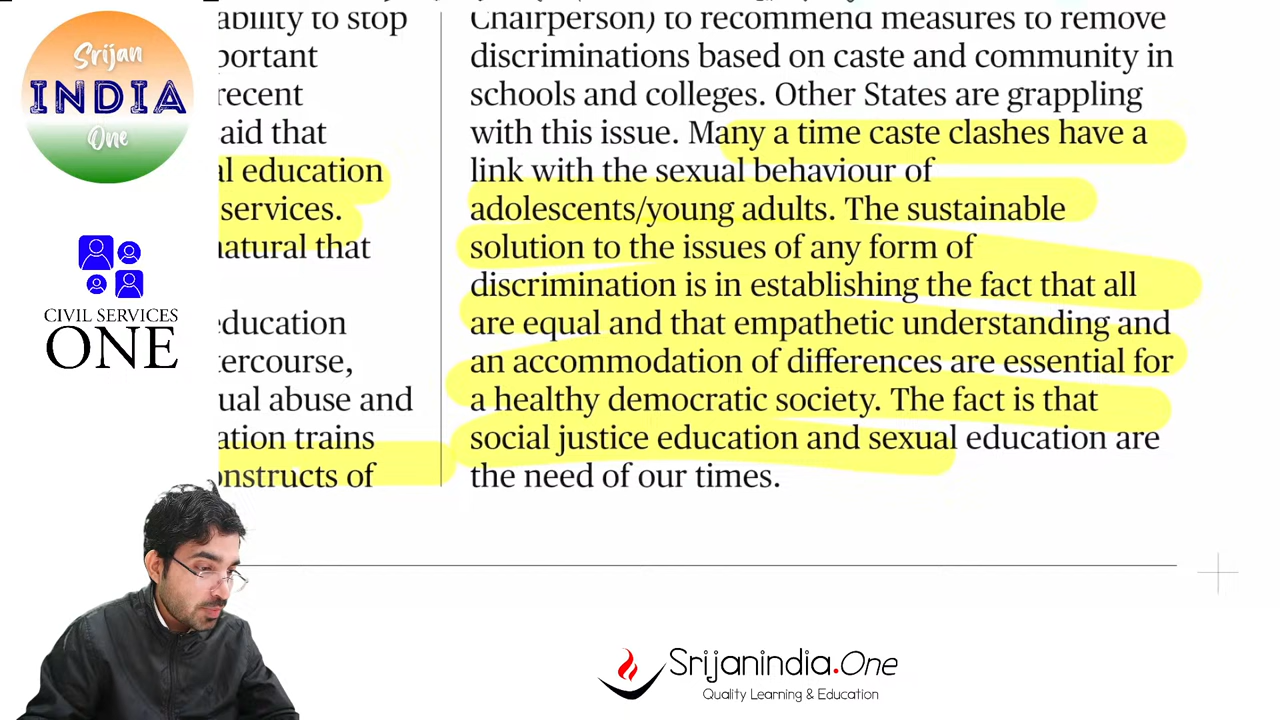 Srijan
INDIA
One
CIVIL SERVICES
ONE
ability to stop
portant
recent
aid that
al education
services.
natural that
education
tercourse,
ual abuse and
ation trains
onstructs of
Chairperson) to recommend measures to remove
discriminations based on caste and community in
schools and colleges. Other States are grappling
with this issue. Many a time caste clashes have a
link with the sexual behaviour of
adolescents/young adults. The sustainable
solution to the issues of any form of
discrimination is in establishing the fact that all
are equal and that empathetic understanding and
an accommodation of differences are essential for
a healthy democratic society. The fact is that
social justice education and sexual education are
the need of our times.
Srijanindia.One
Quality Learning & Education